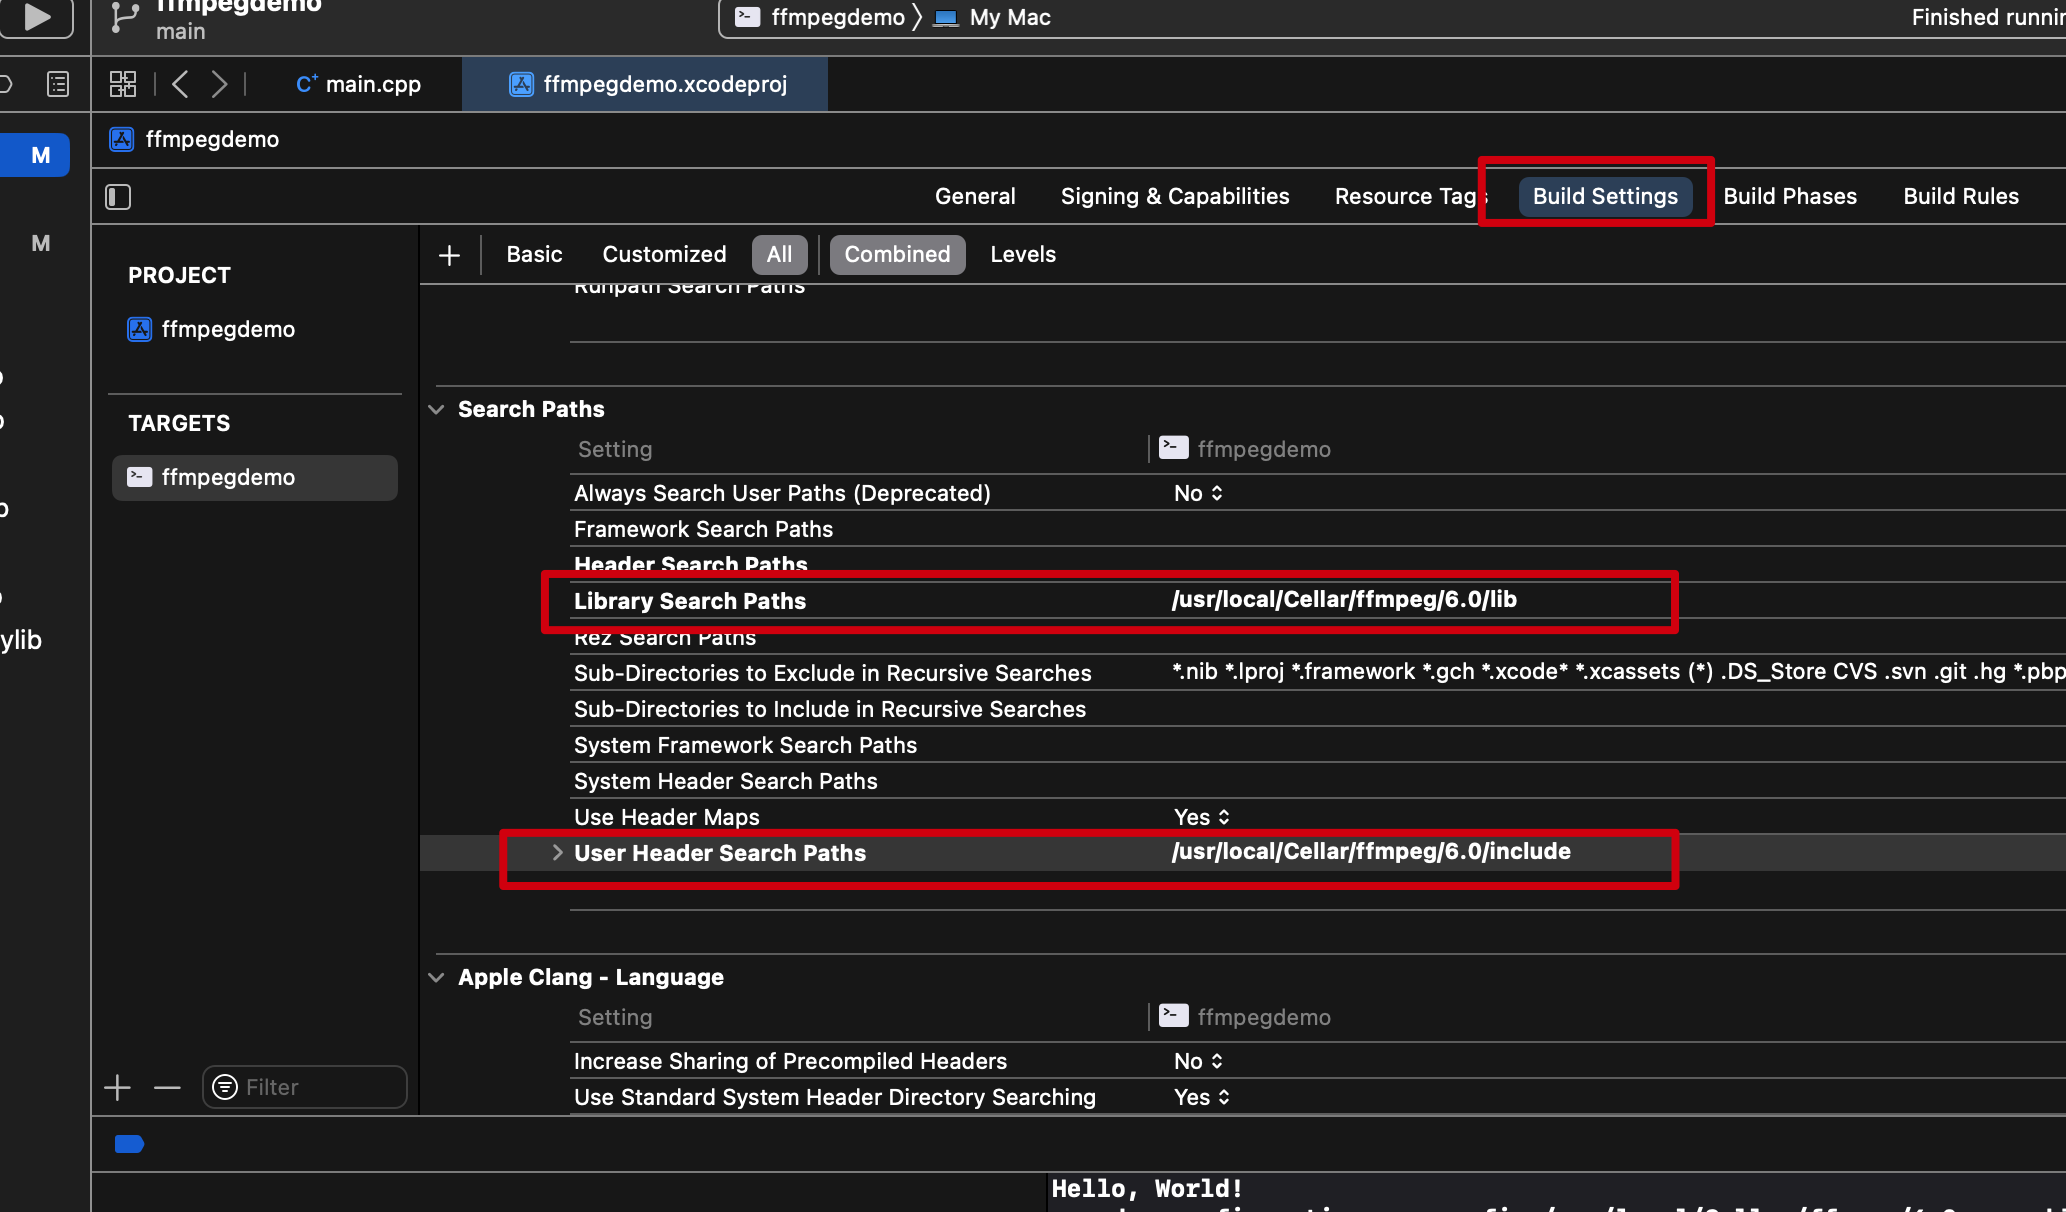 ffmpegdemo
main
ffmpegdemo
My Mac
Finished runnin
main.cpp
ffmpegdemo.xcodeproj
M
ffmpegdemo
General
Signing & Capabilities
Resource Tags
Build Settings
Build Phases
Build Rules
M
Basic
Customized
All
Combined
Levels
PROJECT
ffmpegdemo
TARGETS
ffmpegdemo
Runpath Search Paths
Search Paths
Setting
ffmpegdemo
Always Search User Paths (Deprecated)
No
Framework Search Paths
Header Search Paths
Library Search Paths
/usr/local/Cellar/ffmpeg/6.0/lib
Rez Search Paths
ylib
Sub-Directories to Exclude in Recursive Searches
*.nib *.lproj *.framework *.gch *.xcode* *.xcassets (*) .DS_Store CVS .svn .git .hg *.pbp
Sub-Directories to Include in Recursive Searches
System Framework Search Paths
System Header Search Paths
Use Header Maps
Yes
User Header Search Paths
/usr/local/Cellar/ffmpeg/6.0/include
Apple Clang - Language
Setting
ffmpegdemo
Increase Sharing of Precompiled Headers
No
Use Standard System Header Directory Searching
Yes
Filter
Hello, World!